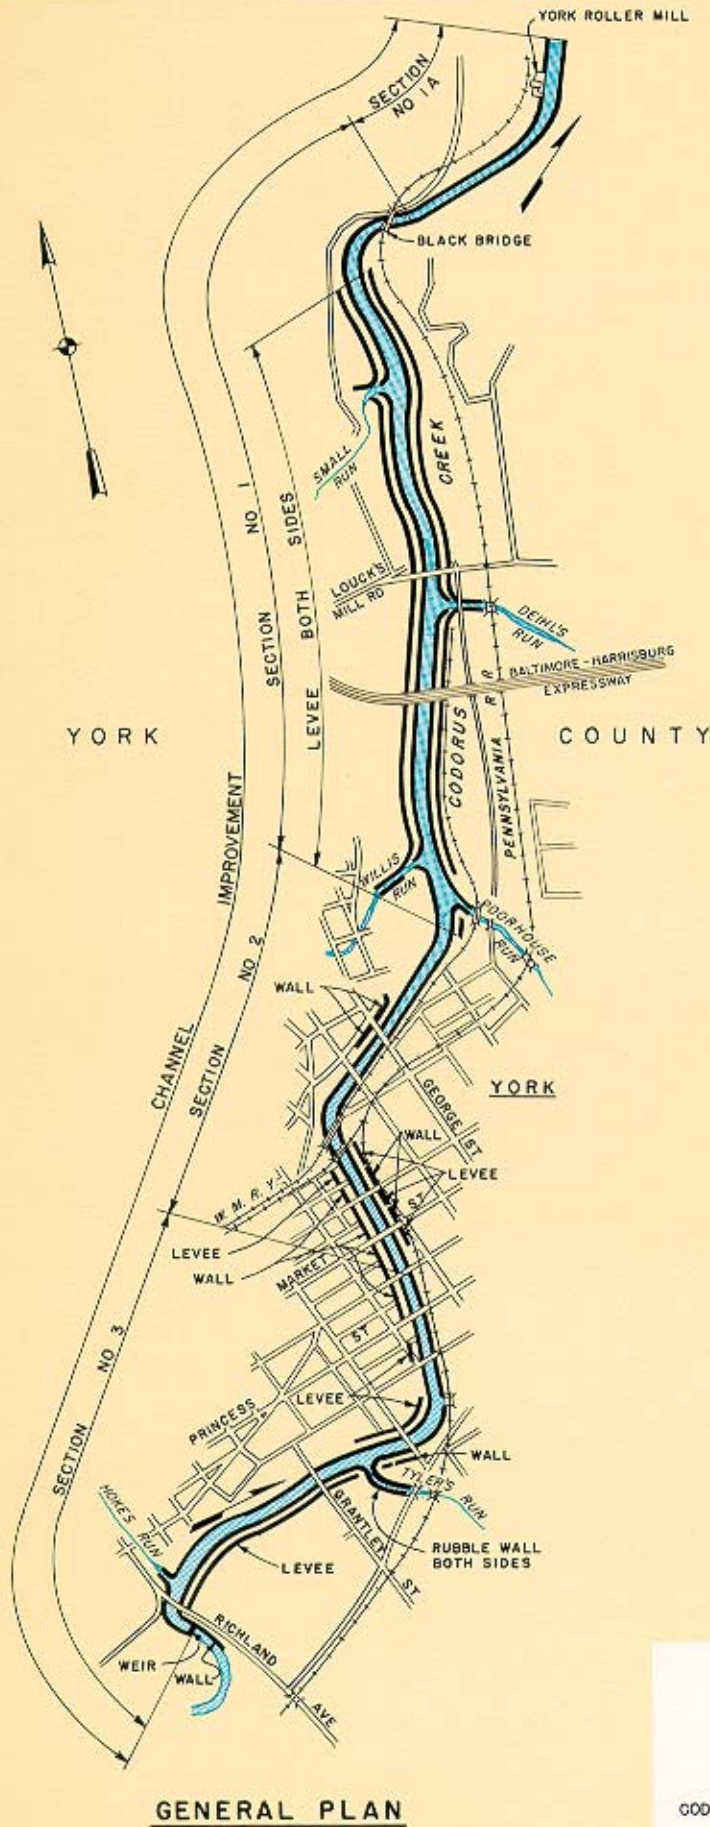 YORK ROLLER MILL
SECTION
NO 1A
BLACK BRIDGE
CREEK
SMALL
RUN
NO 1
SECTION
LEVEE BOTH SIDES
LOUCK'S
MILL RD
DEIHL'S
RUN
BALTIMORE - HARRISBURG
EXPRESSWAY
YORK
COUNTY
CODORUS
PENNSYLVANIA R R
CHANNEL IMPROVEMENT
WILLIS
RUN
POORHOUSE
RUN
SECTION NO 2
WALL
YORK
GEORGE ST
WALL
LEVEE
W. M. R Y.
ST
LEVEE
WALL
MARKET
ST
SECTION NO 3
LEVEE
PRINCESS
WALL
TYLER'S RUN
HOKES RUN
GRANTLEY
ST
RUBBLE WALL
BOTH SIDES
LEVEE
RICHLAND
AVE
WEIR
WALL
GENERAL PLAN
COD